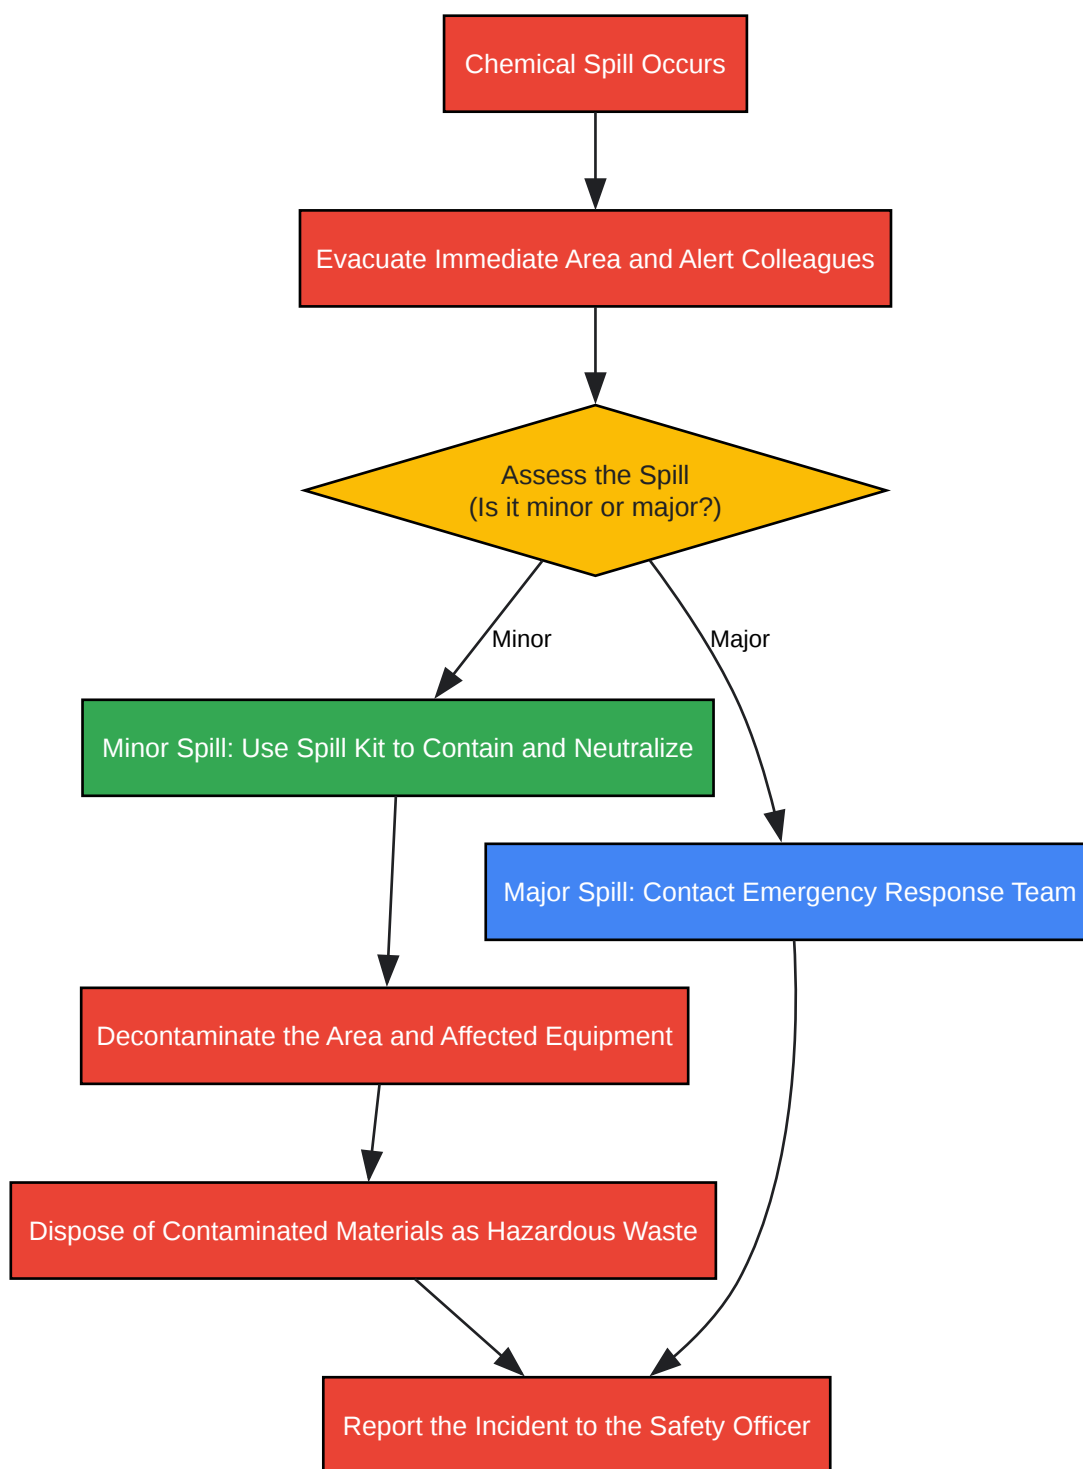 Chemical Spill Occurs
Evacuate Immediate Area and Alert Colleagues
Assess the Spill
(Is it minor or major?)
Minor
Major
Minor Spill: Use Spill Kit to Contain and Neutralize
Major Spill: Contact Emergency Response Team
Decontaminate the Area and Affected Equipment
Dispose of Contaminated Materials as Hazardous Waste
Report the Incident to the Safety Officer